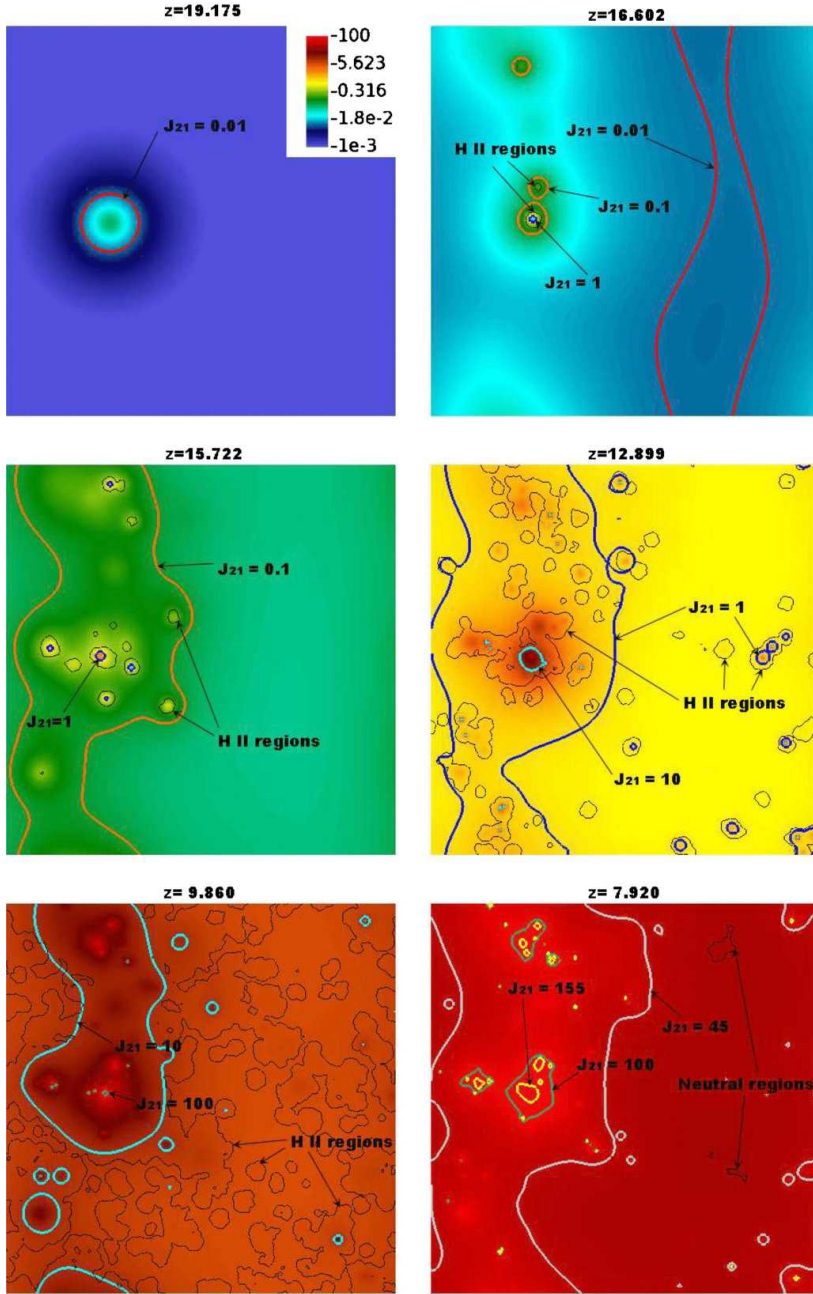 z=19.175
z=16.602
-100
-5.623
-0.316
-1.8e-2
-1e-3
J21 = 0.01
J21 = 0.01
H II regions
J21 = 0.1
J21 = 1
z=15.722
z=12.899
J21 = 0.1
J21=1
H II regions
J21 = 1
H II regions
J21 = 10
z= 9.860
z= 7.920
J21 = 10
J21 = 100
H II regions
J21 = 155
J21 = 45
J21 = 100
Neutral regions